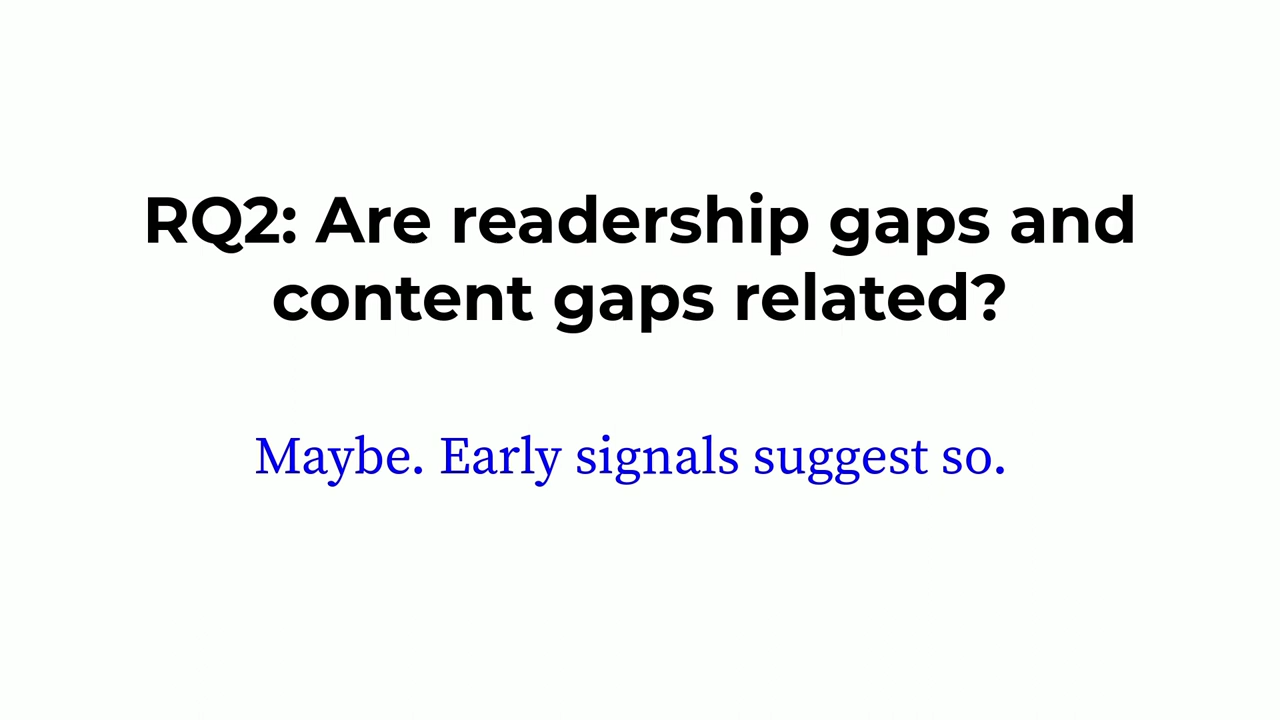 RQ2: Are readership gaps and
content gaps related?
Maybe. Early signals suggest so.